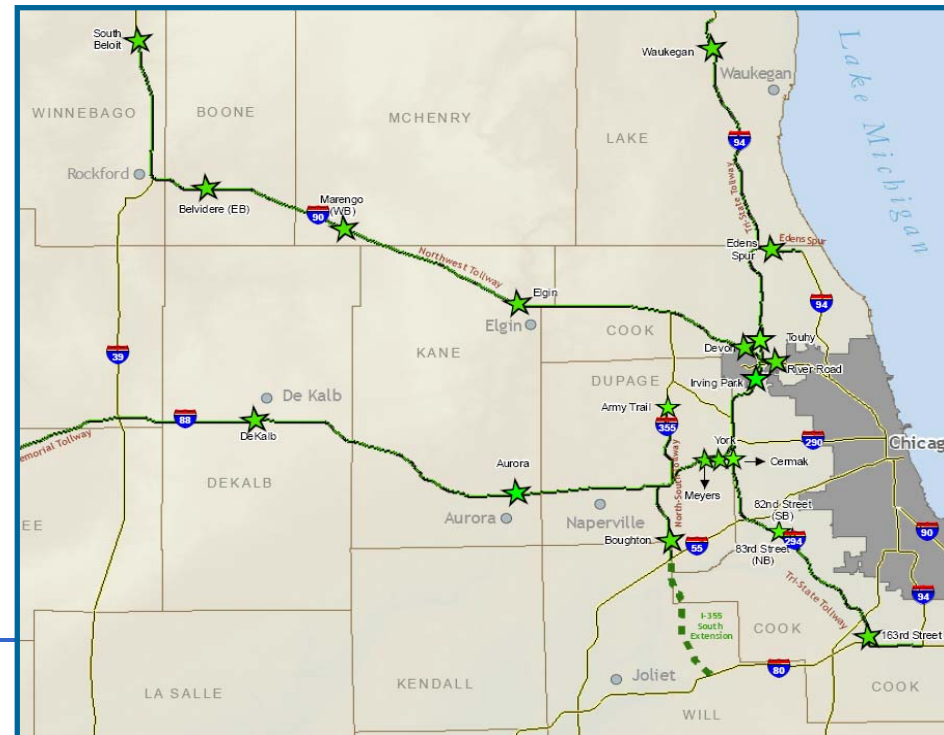 South
Beloit
Waukegan
Waukegan
Lake Michigan
WINNEBAGO
BOONE
MCHENRY
LAKE
94
Tri-State Tollway
Rockford
Belvidere (EB)
Marengo
(WB)
90
Northwest Tollway
Edens
Spur
Edens Spur
94
Elgin
Elgin
COOK
Devon
Touhy
River Road
Irving Park
39
KANE
DUPAGE
De Kalb
88
DeKalb
emorial Tollway
Army Trail
355
North-South Tollway
York
290
Chicag
Cermak
Meyers
Aurora
Aurora
DEKALB
Naperville
82nd Street
(SB)
294
83rd Street
(NB)
EE
Boughton
55
90
Tri-State Tollway
94
I-355
South
Extension
COOK
163rd Street
80
Joliet
COOK
LA SALLE
KENDALL
WILL